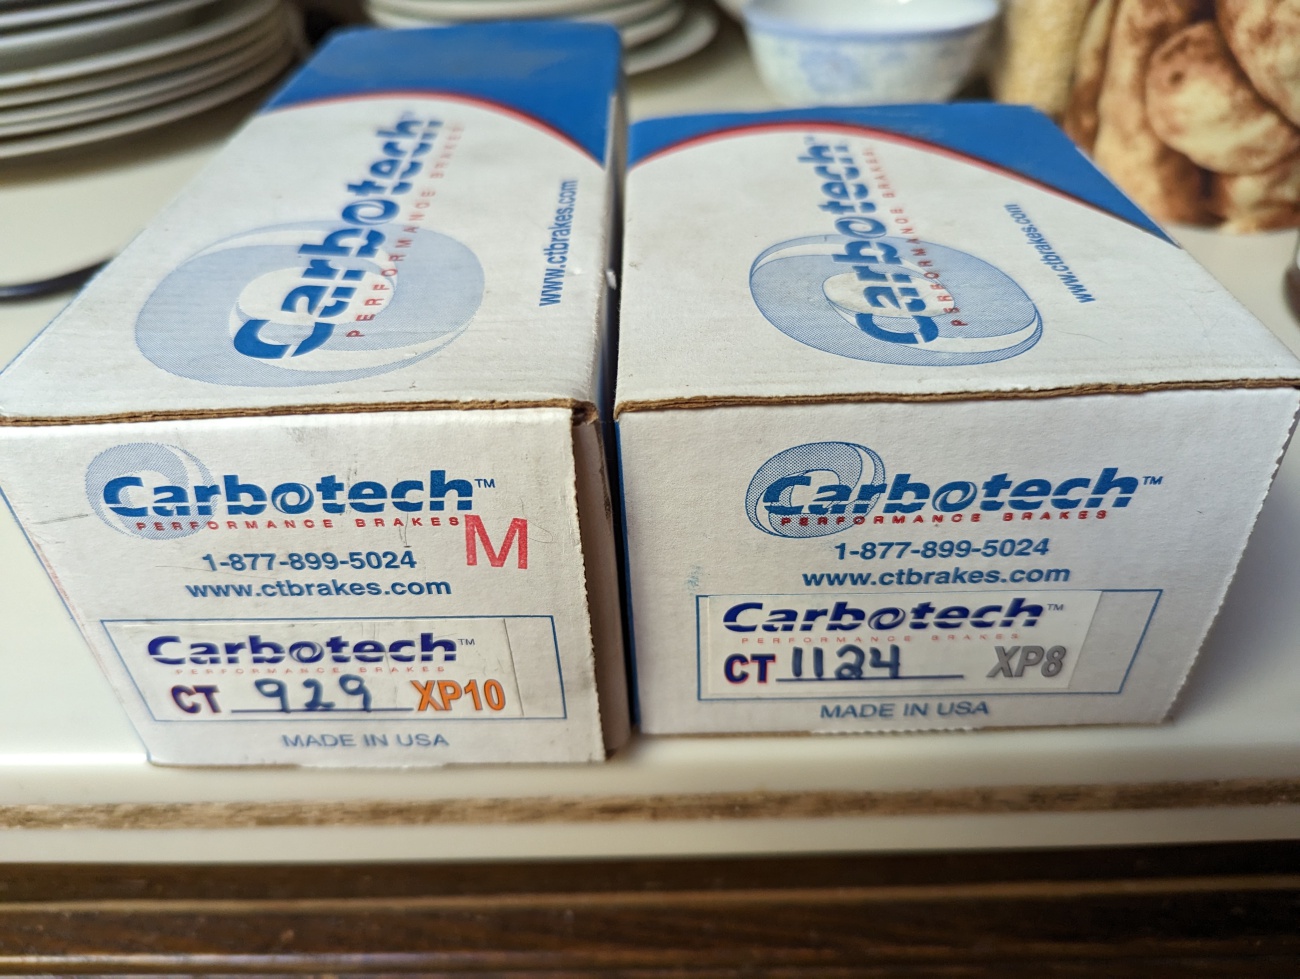 Carbotech
PERFORMANCE BRAKES
www.ctbrakes.com
Carbotech™
PERFORMANCE BRAKES
M
1-877-899-5024
www.ctbrakes.com
Carbotech™
PERFORMANCE BRAKES
CT 929 XP10
MADE IN USA
Carbotech
PERFORMANCE BRAKES
www.ctbrakes.com
Carbotech™
PERFORMANCE BRAKES
1-877-899-5024
www.ctbrakes.com
Carbotech™
PERFORMANCE BRAKES
CT 1124 XP8
MADE IN USA